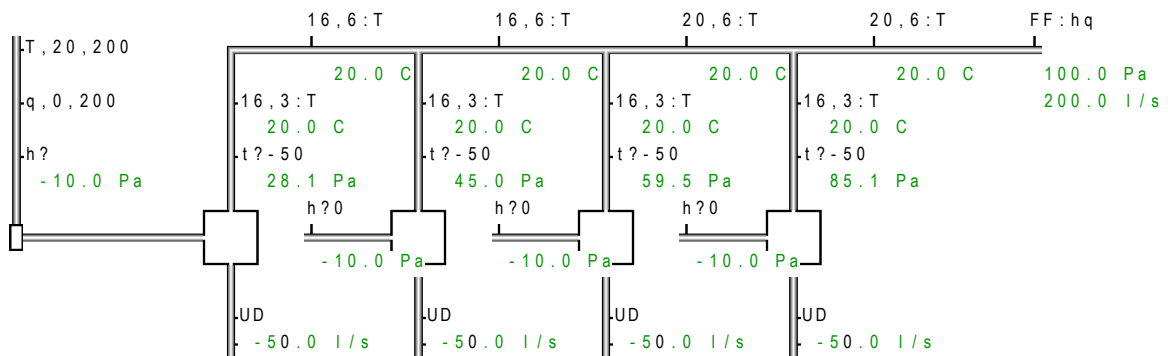 16,6:T 16,6:T 20,6:T 20,6:T FF:hq
T,20,200
20.0 C 20.0 C 20.0 C 20.0 C 100.0 Pa
q,0,200 16,3:T 16,3:T 16,3:T 16,3:T 200.0 l/s
20.0 C 20.0 C 20.0 C 20.0 C
h? t?-50 t?-50 t?-50 t?-50
-10.0 Pa 28.1 Pa 45.0 Pa 59.5 Pa 85.1 Pa
h?0 h?0 h?0
-10.0 Pa -10.0 Pa -10.0 Pa
UD UD UD UD
-50.0 l/s -50.0 l/s -50.0 l/s -50.0 l/s